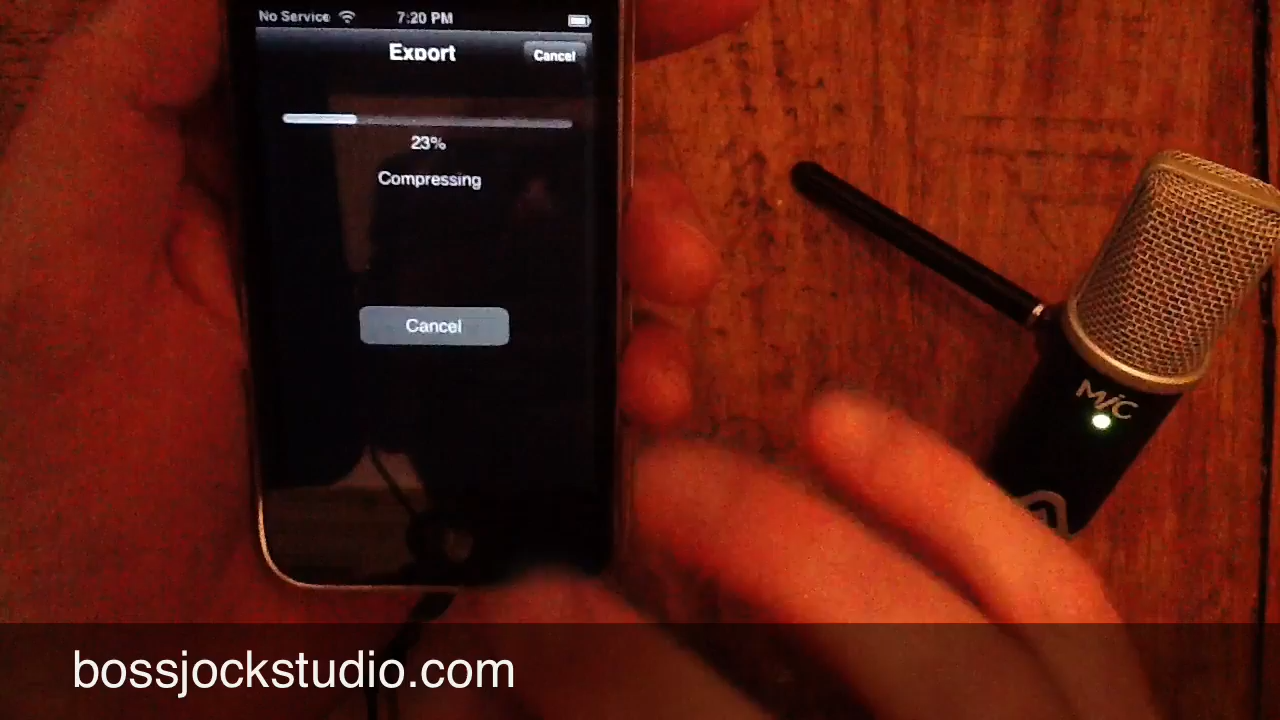 No Service 7:20 PM
Export Cancel
23%
Compressing
Cancel
MiC
bossjockstudio.com